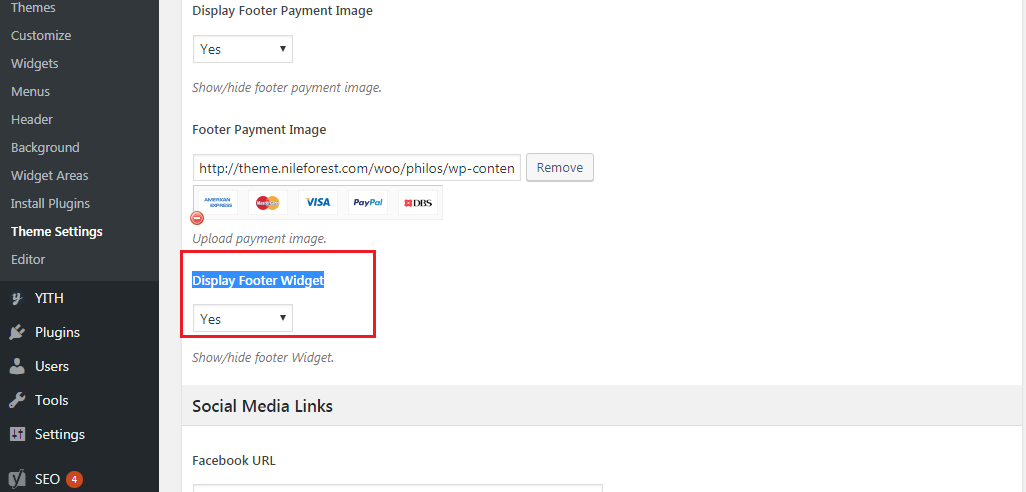 Themes
Customize
Widgets
Menus
Header
Background
Widget Areas
Install Plugins
Theme Settings
Editor
YITH
Plugins
Users
Tools
Settings
SEO 4
Display Footer Payment Image
Yes
Show/hide footer payment image.
Footer Payment Image
http://theme.nileforest.com/woo/philos/wp-conten
Remove
AMERICAN EXPRESS MasterCard VISA PayPal DBS
Upload payment image.
Display Footer Widget
Yes
Show/hide footer Widget.
Social Media Links
Facebook URL